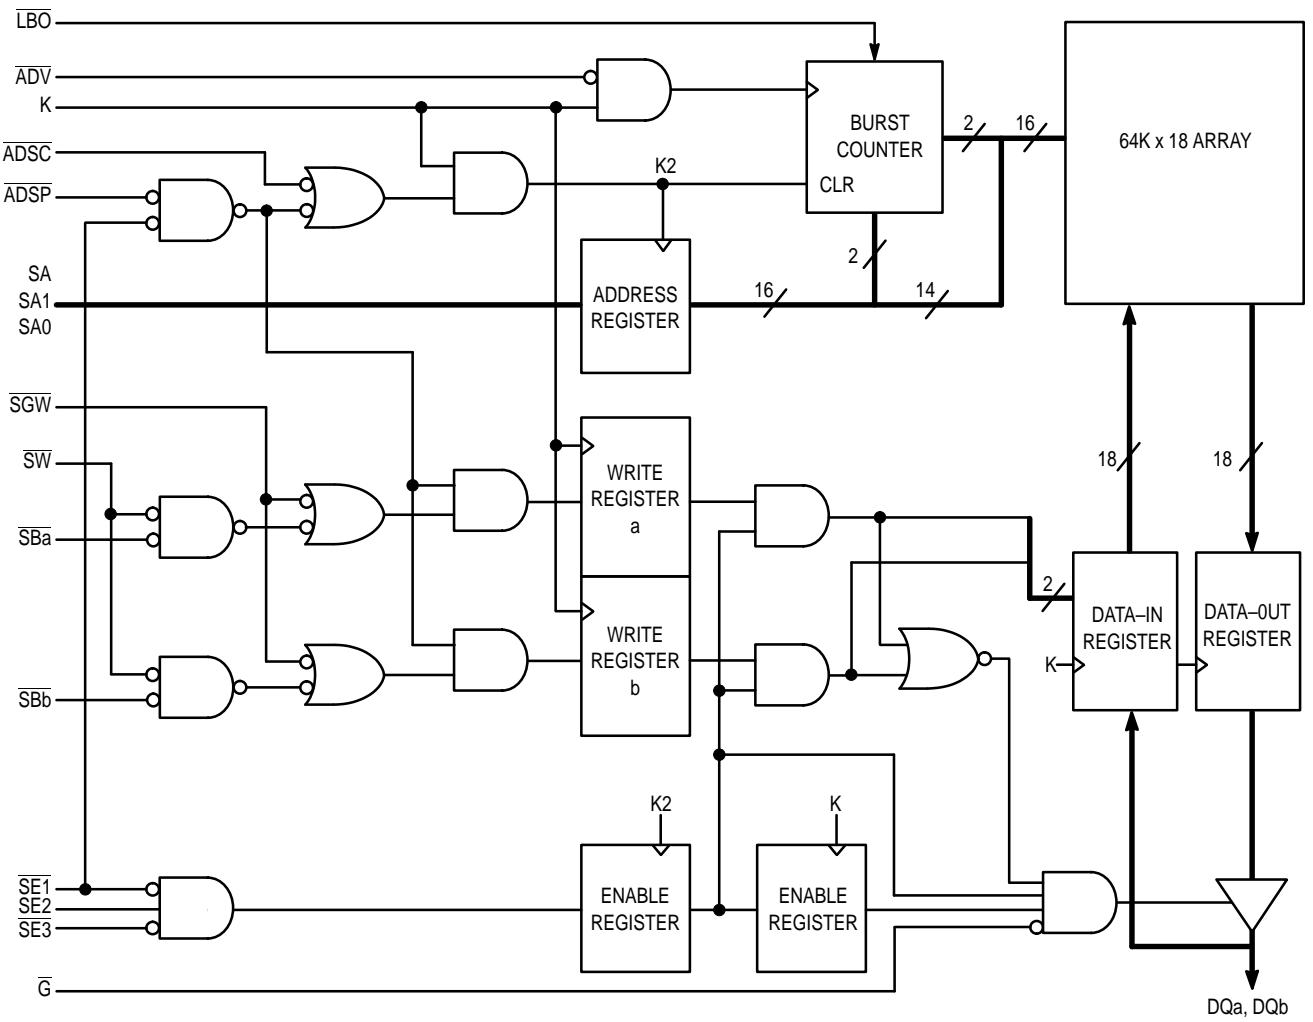 LBO
ADV
K
ADSC
ADSP
SA
SA1
SA0
SGW
SW
SBa
SBb
SE1
SE2
SE3
G
K2
BURST
COUNTER
CLR
2
16
64K x 18 ARRAY
2
ADDRESS
REGISTER
16
14
WRITE
REGISTER
a
WRITE
REGISTER
b
18
18
2
K
DATA–IN
REGISTER
DATA–0UT
REGISTER
K2
ENABLE
REGISTER
K
ENABLE
REGISTER
DQa, DQb